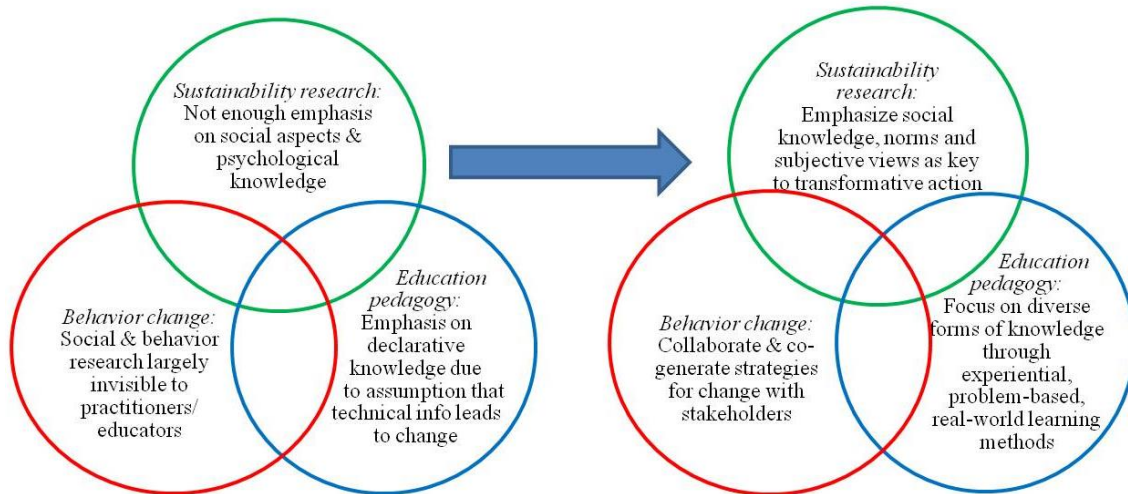 Sustainability research:
Not enough emphasis
on social aspects &
psychological
knowledge
Behavior change:
Social & behavior
research largely
invisible to
practitioners/
educators
Education
pedagogy:
Emphasis on
declarative
knowledge due
to assumption that
technical info leads
to change
Sustainability
research:
Emphasize social
knowledge, norms and
subjective views as key
to transformative action
Behavior change:
Collaborate & co-
generate strategies
for change with
stakeholders
Education
pedagogy:
Focus on diverse
forms of knowledge
through
experiential,
problem-based,
real-world learning
methods